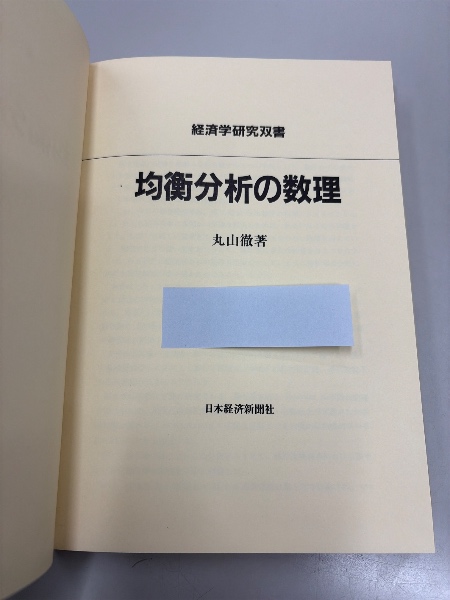 経済学研究双書
均衡分析の数理
丸山徹著
日本経済新聞社